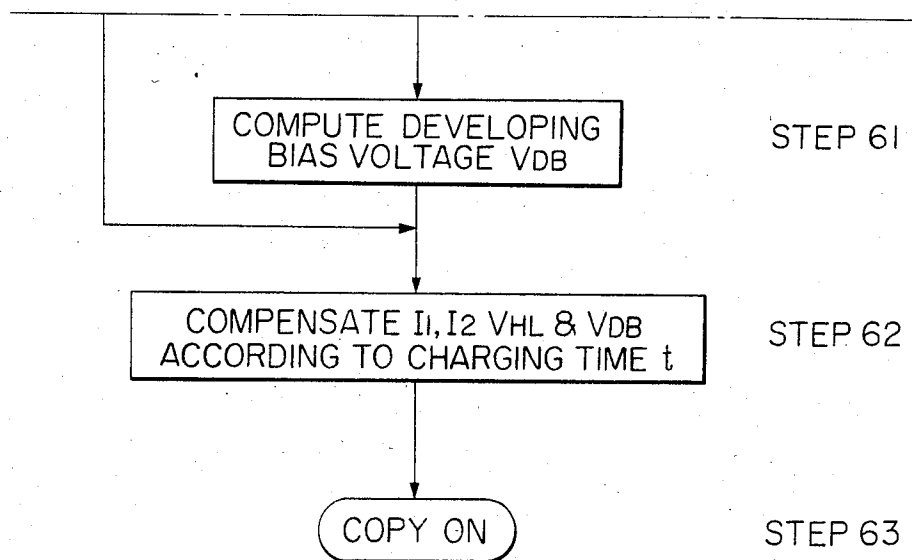 COMPUTE DEVELOPING
BIAS VOLTAGE VDB
STEP 61
COMPENSATE I1, I2 VHL & VDB
ACCORDING TO CHARGING TIME t
STEP 62
COPY ON
STEP 63